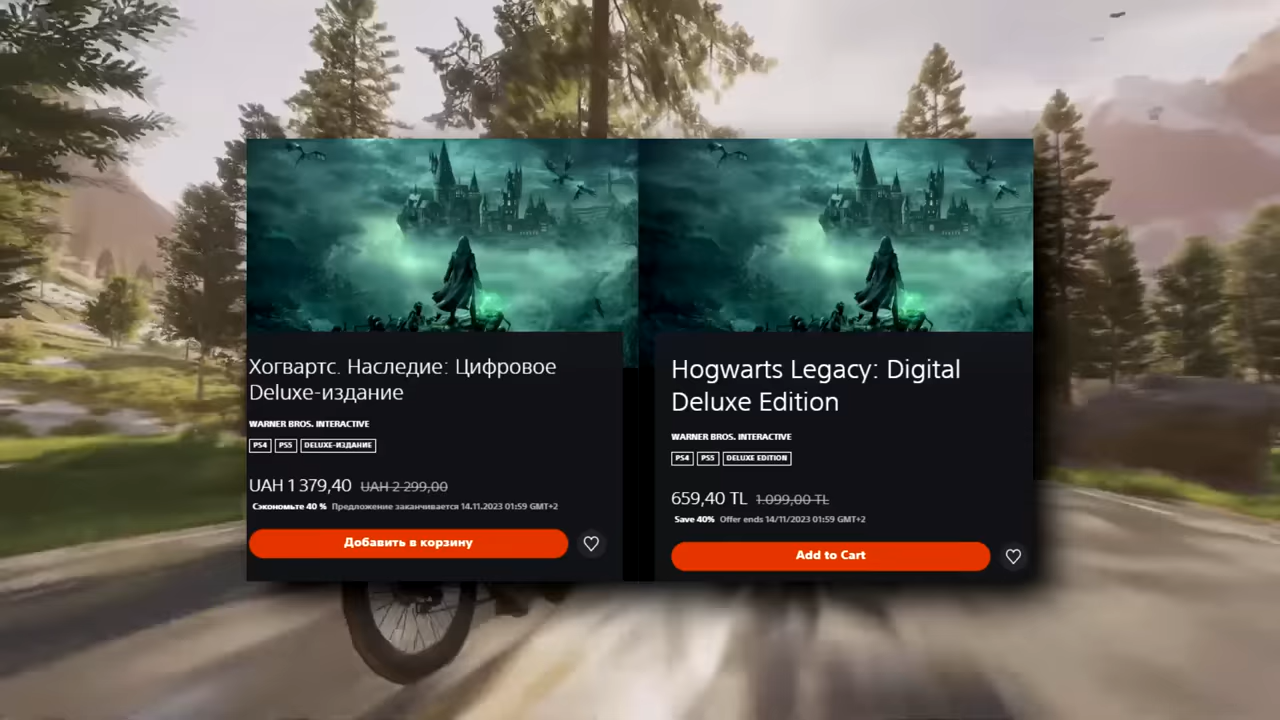 Хогвартс. Наследие: Цифровое
Deluxe-издание
WARNER BROS. INTERACTIVE
PS4 PS5 DELUXE-ИЗДАНИЕ
UAH 1 379,40 UAH 2 299,00
Сэкономьте 40 % Предложение заканчивается 14.11.2023 01:59 GMT+2
Добавить в корзину
Hogwarts Legacy: Digital
Deluxe Edition
WARNER BROS. INTERACTIVE
PS4 PS5 DELUXE EDITION
659,40 TL 1.099,00 TL
Save 40% Offer ends 14/11/2023 01:59 GMT+2
Add to Cart